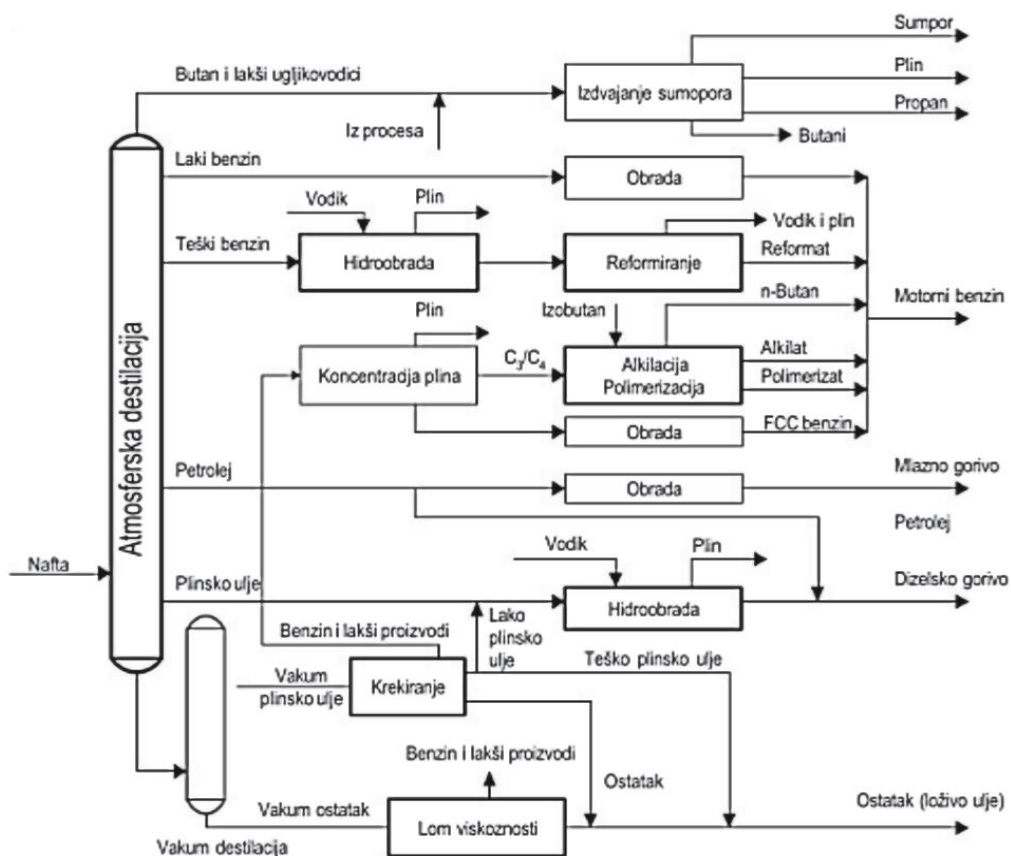 Sumpor
Butan i lakši ugljikovodici
Plin
Izdvajanje sumopora
Propan
Iz procesa
Butani
Laki benzin
Obrada
Vodik
Plin
Vodik i plin
Teški benzin
Hidroobrada
Reformiranje
Reformat
n-Butan
Plin
Izobutan
Motorni benzin
Koncentradja plina
C3/C4
Alkilacija
Polimerizacija
Alkilat
Polimerizat
Obrada
FCC benzin
Atmosferska destilacija
Petrolej
Obrada
Mlazno gorivo
Petrolej
Nafta
Vodik
Plin
Plinsko ulje
Hidroobrada
Dizelsko gorivo
Benzin i lakši proizvodi
Lako
plinsko
ulje
Teško plinsko ulje
Vakum
plinsko ulje
Krekiranje
Benzin i lakši proizvodi
Ostatak
Vakum ostatak
Lom viskoznosti
Ostatak (loživo ulje)
Vakum destilacija